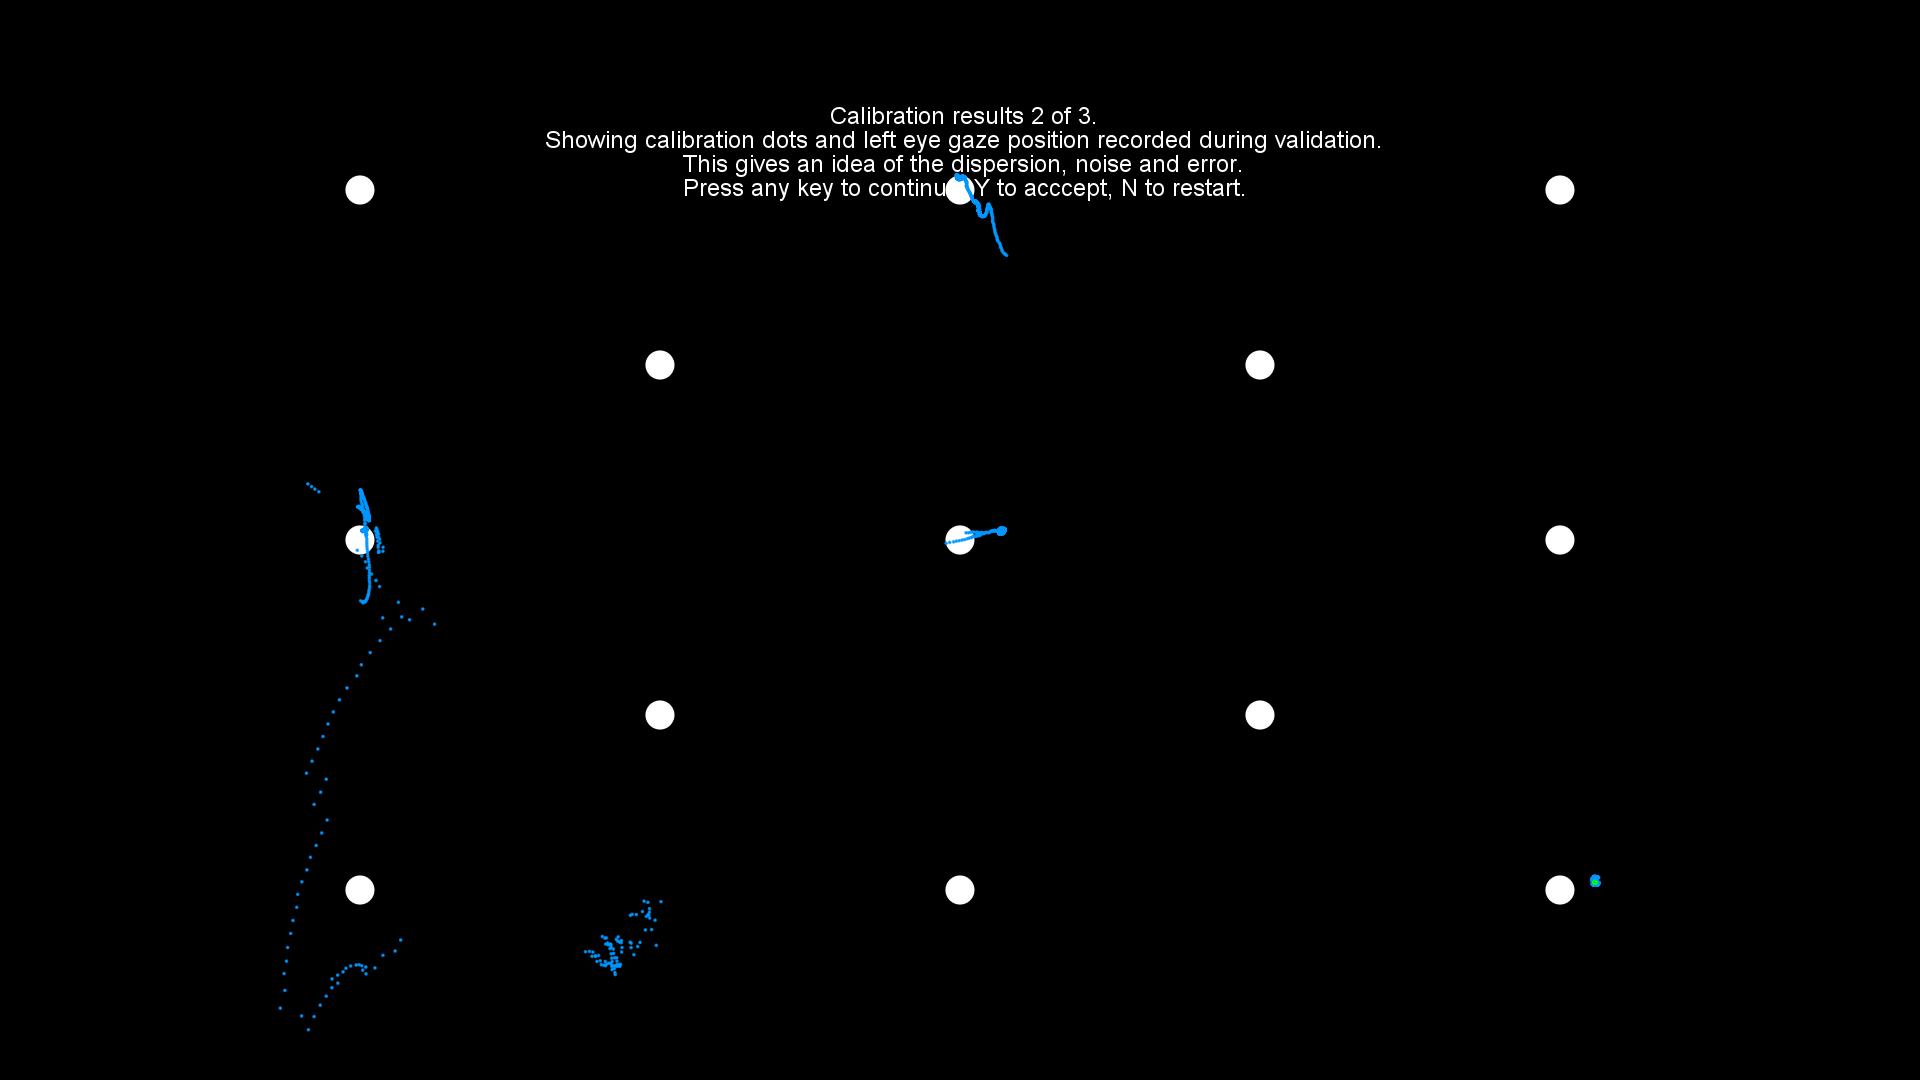 Calibration results 2 of 3.
Showing calibration dots and left eye gaze position recorded during validation.
This gives an idea of the dispersion, noise and error.
Press any key to continu Y to acccept, N to restart.